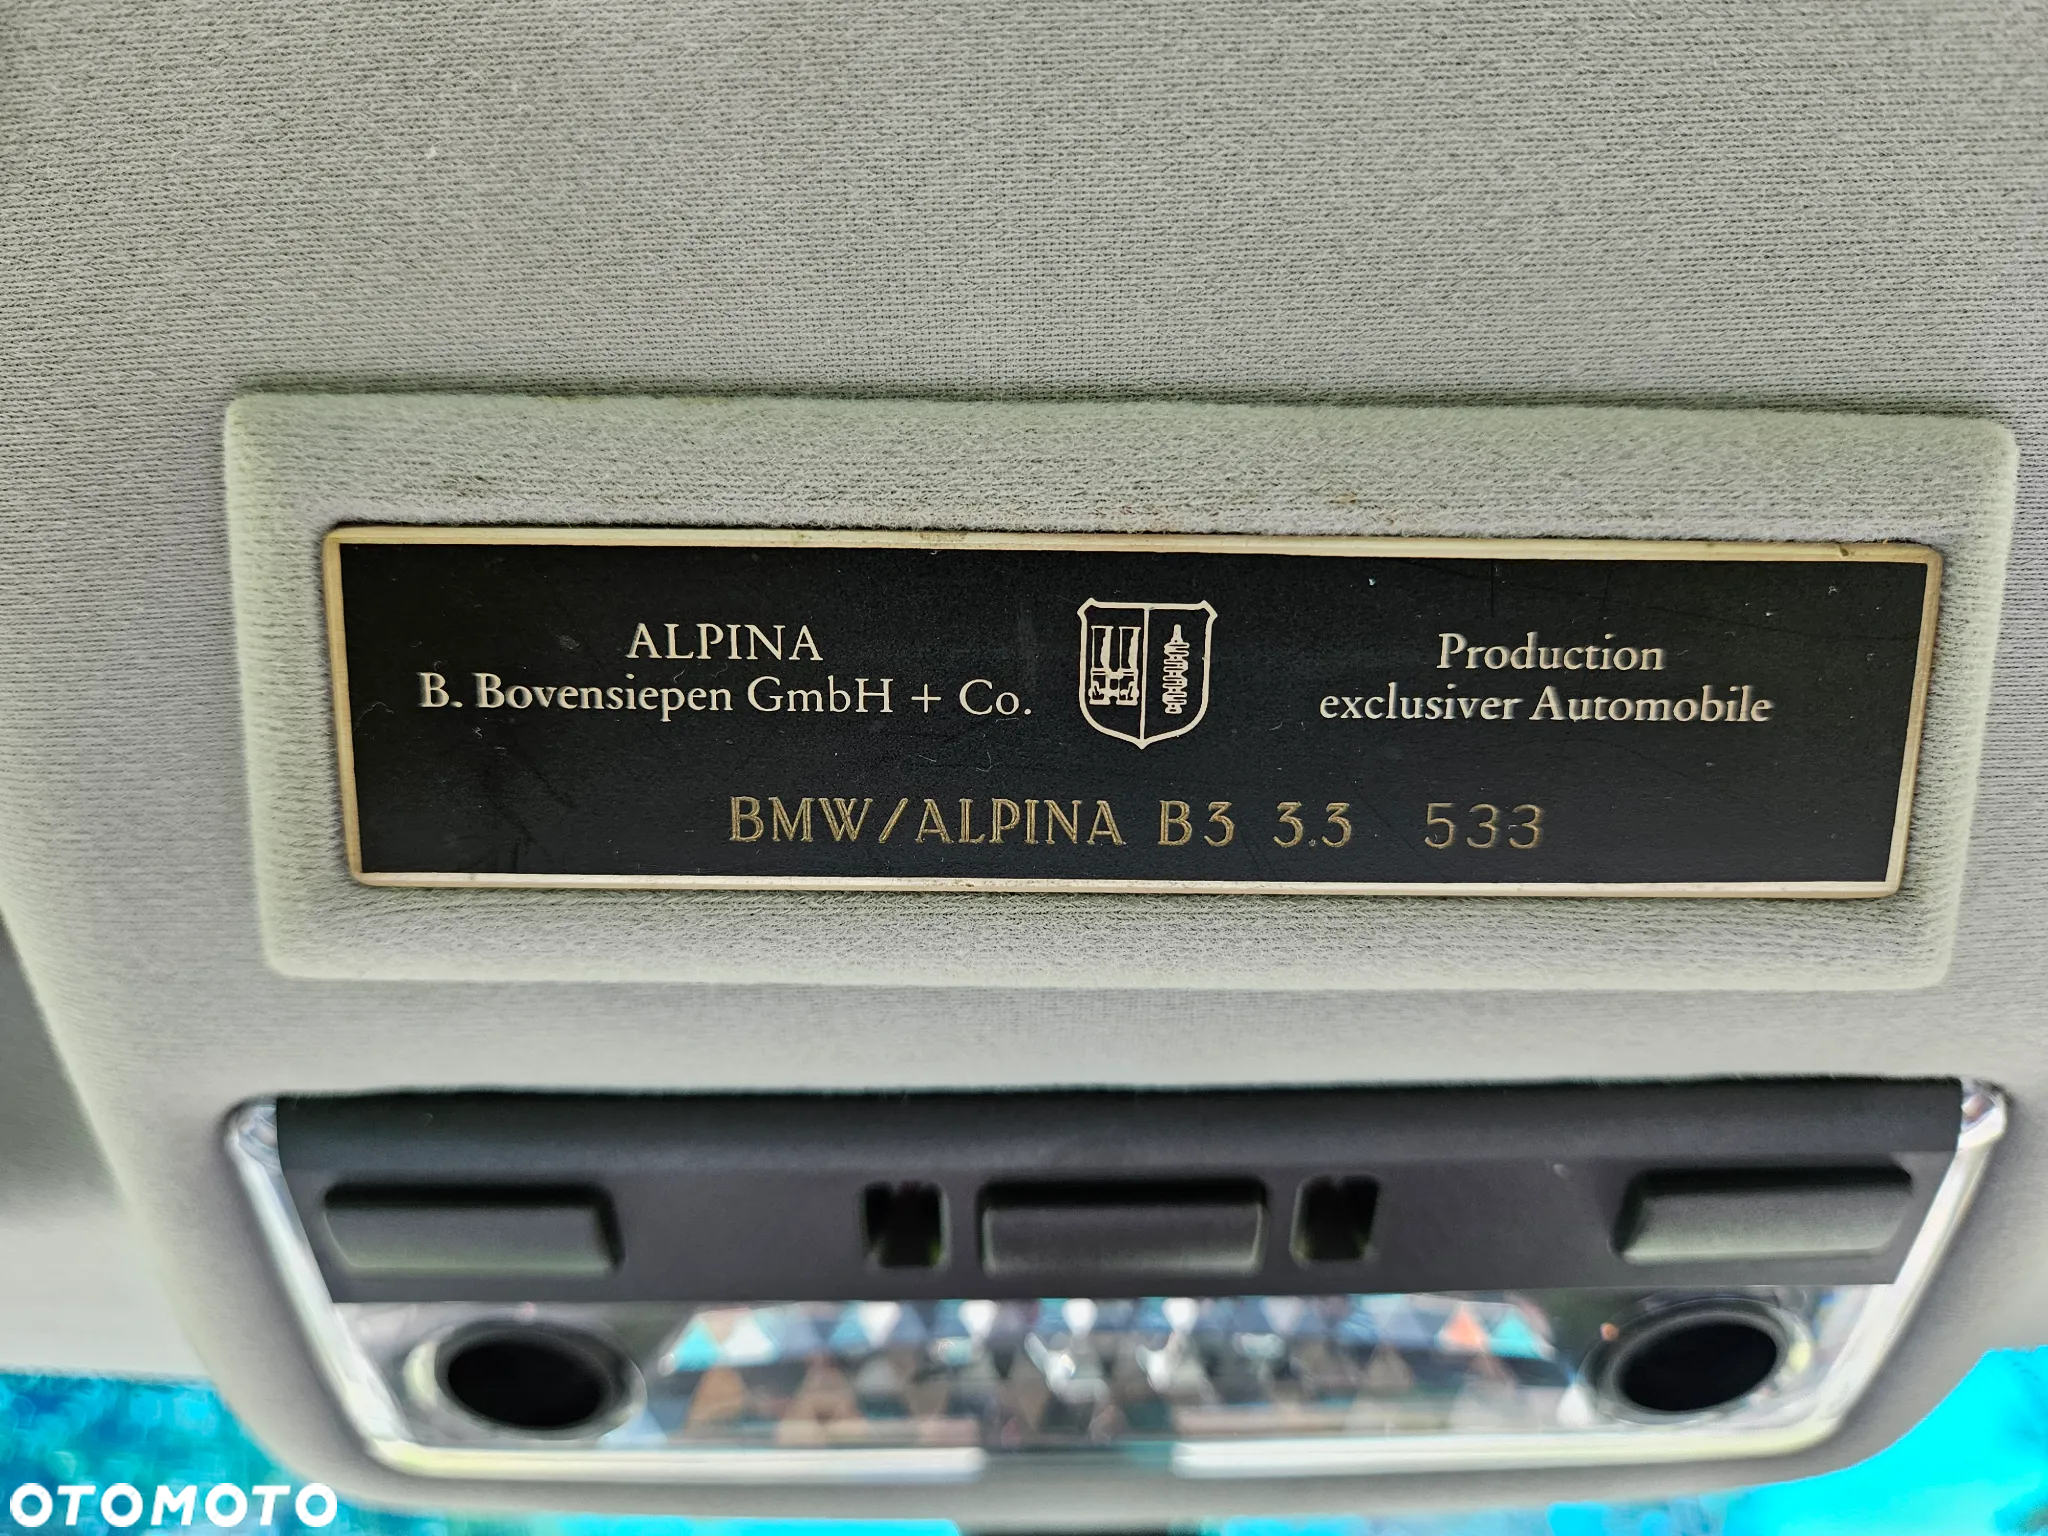 ALPINA
B. Bovensiepen GmbH + Co.
Production
exclusiver Automobile
BMW/ALPINA B3 3.3 533
OTOMOTO